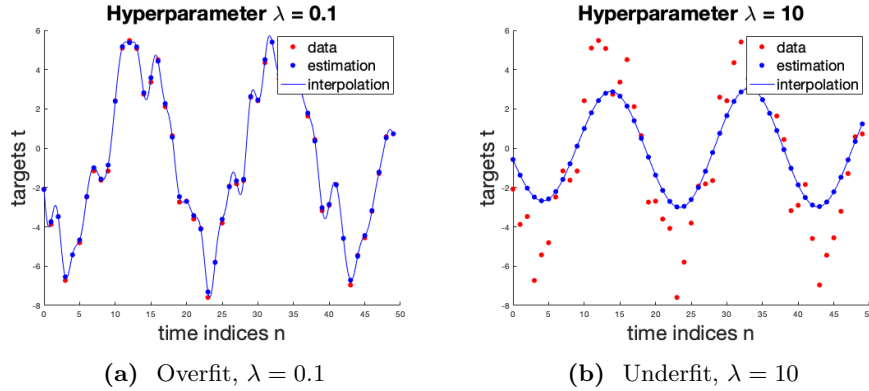 Hyperparameter λ = 0.1
targets t
6
4
2
0
-2
-4
-6
-8
data
estimation
interpolation
0 5 10 15 20 25 30 35 40 45 50
time indices n
(a) Overfit, λ = 0.1
Hyperparameter λ = 10
targets t
6
4
2
0
-2
-4
-6
-8
data
estimation
interpolation
0 5 10 15 20 25 30 35 40 45 50
time indices n
(b) Underfit, λ = 10